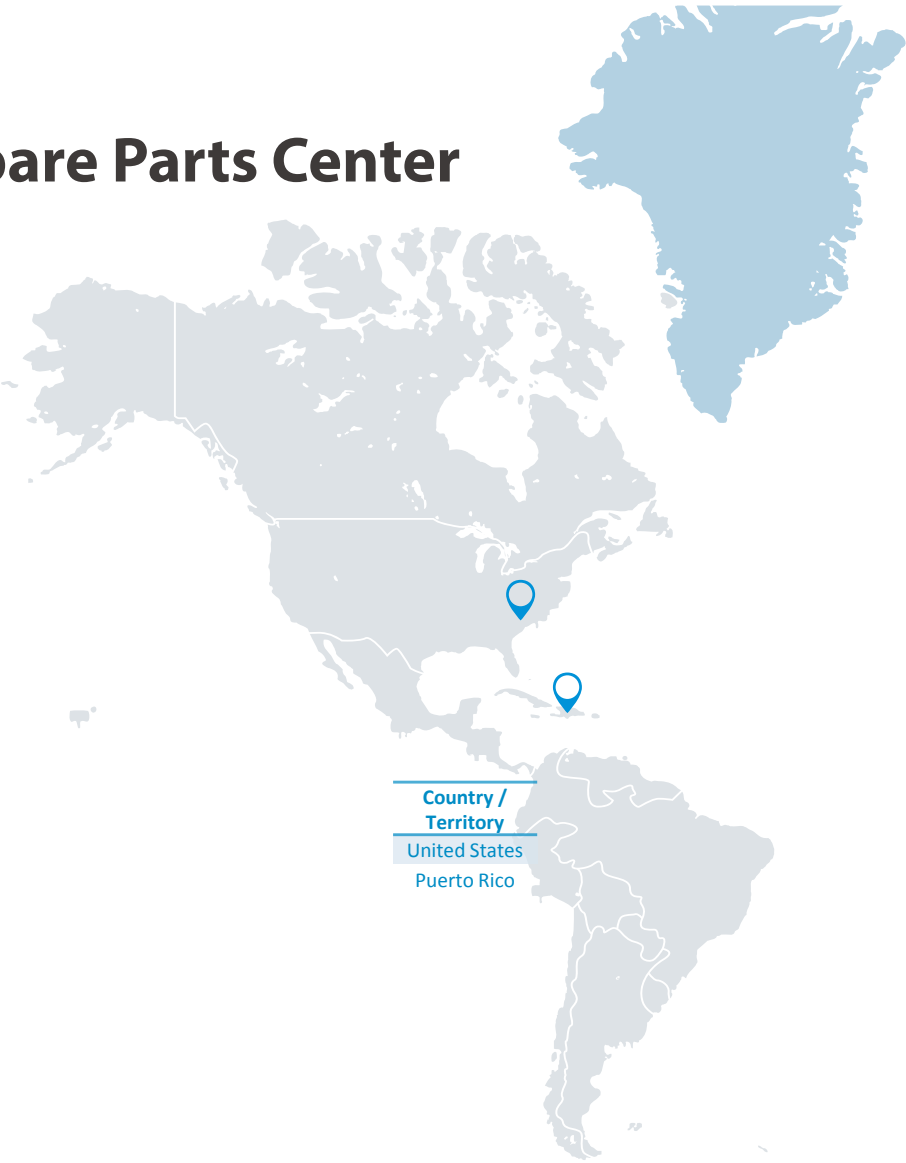 pare Parts Center
Country /
Territory
United States
Puerto Rico